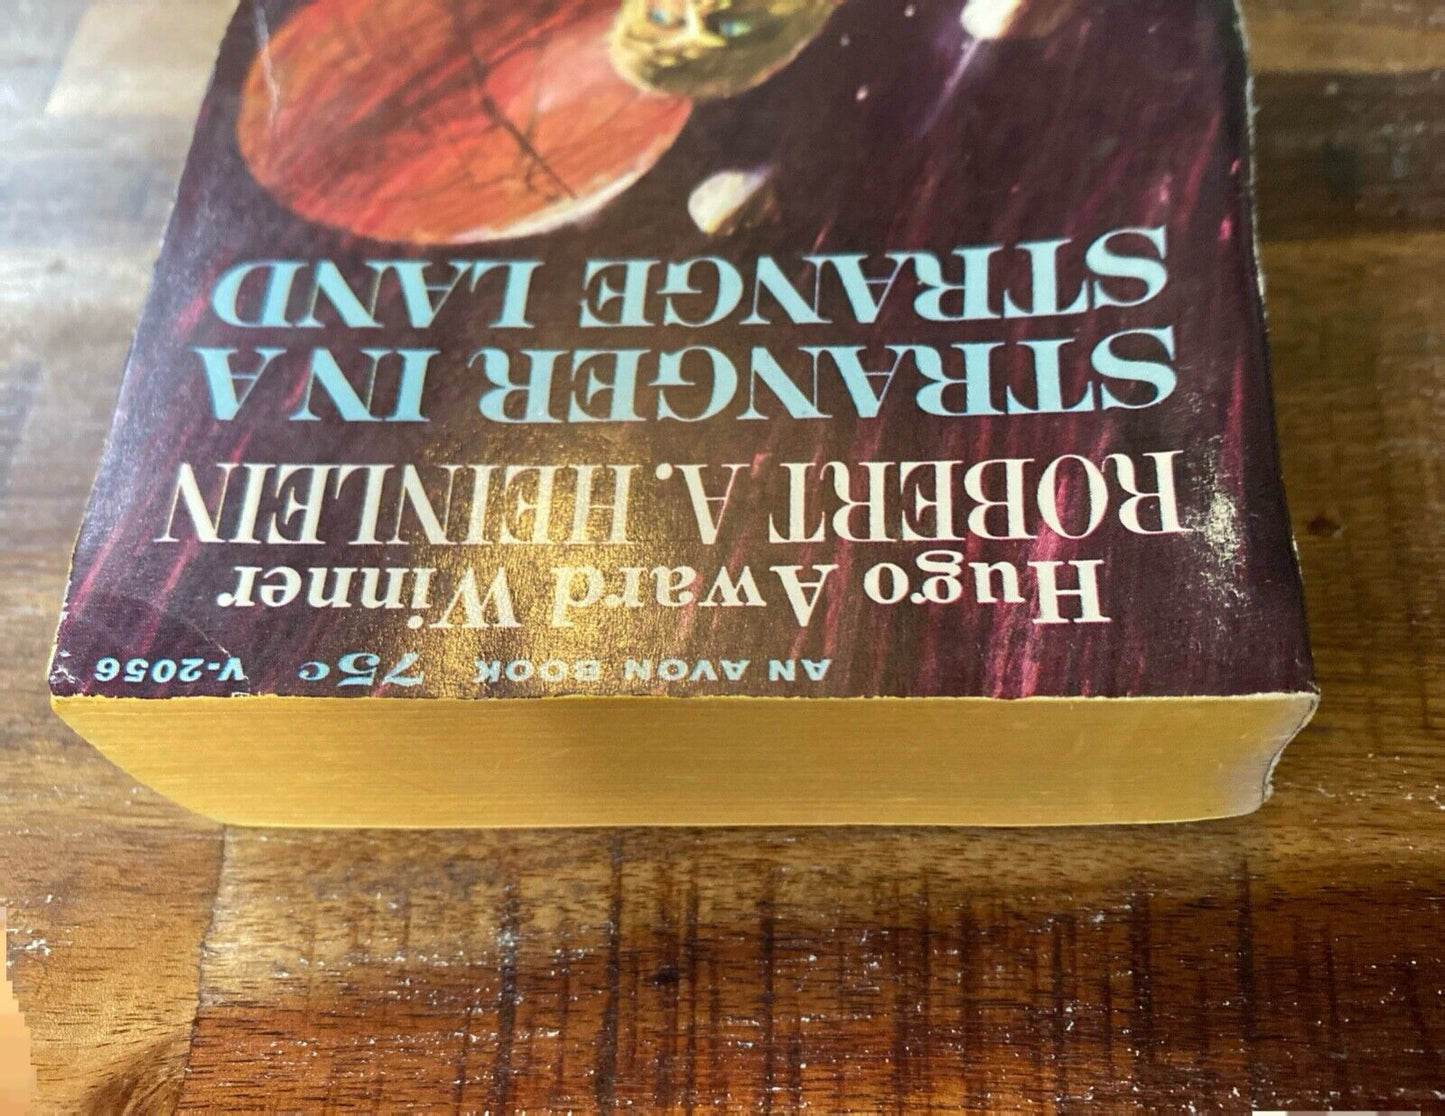 AN AVON BOOK 75c V-2056
Hugo Award Winner
ROBERT A. HEINLEIN
STRANGER IN A
STRANGE LAND